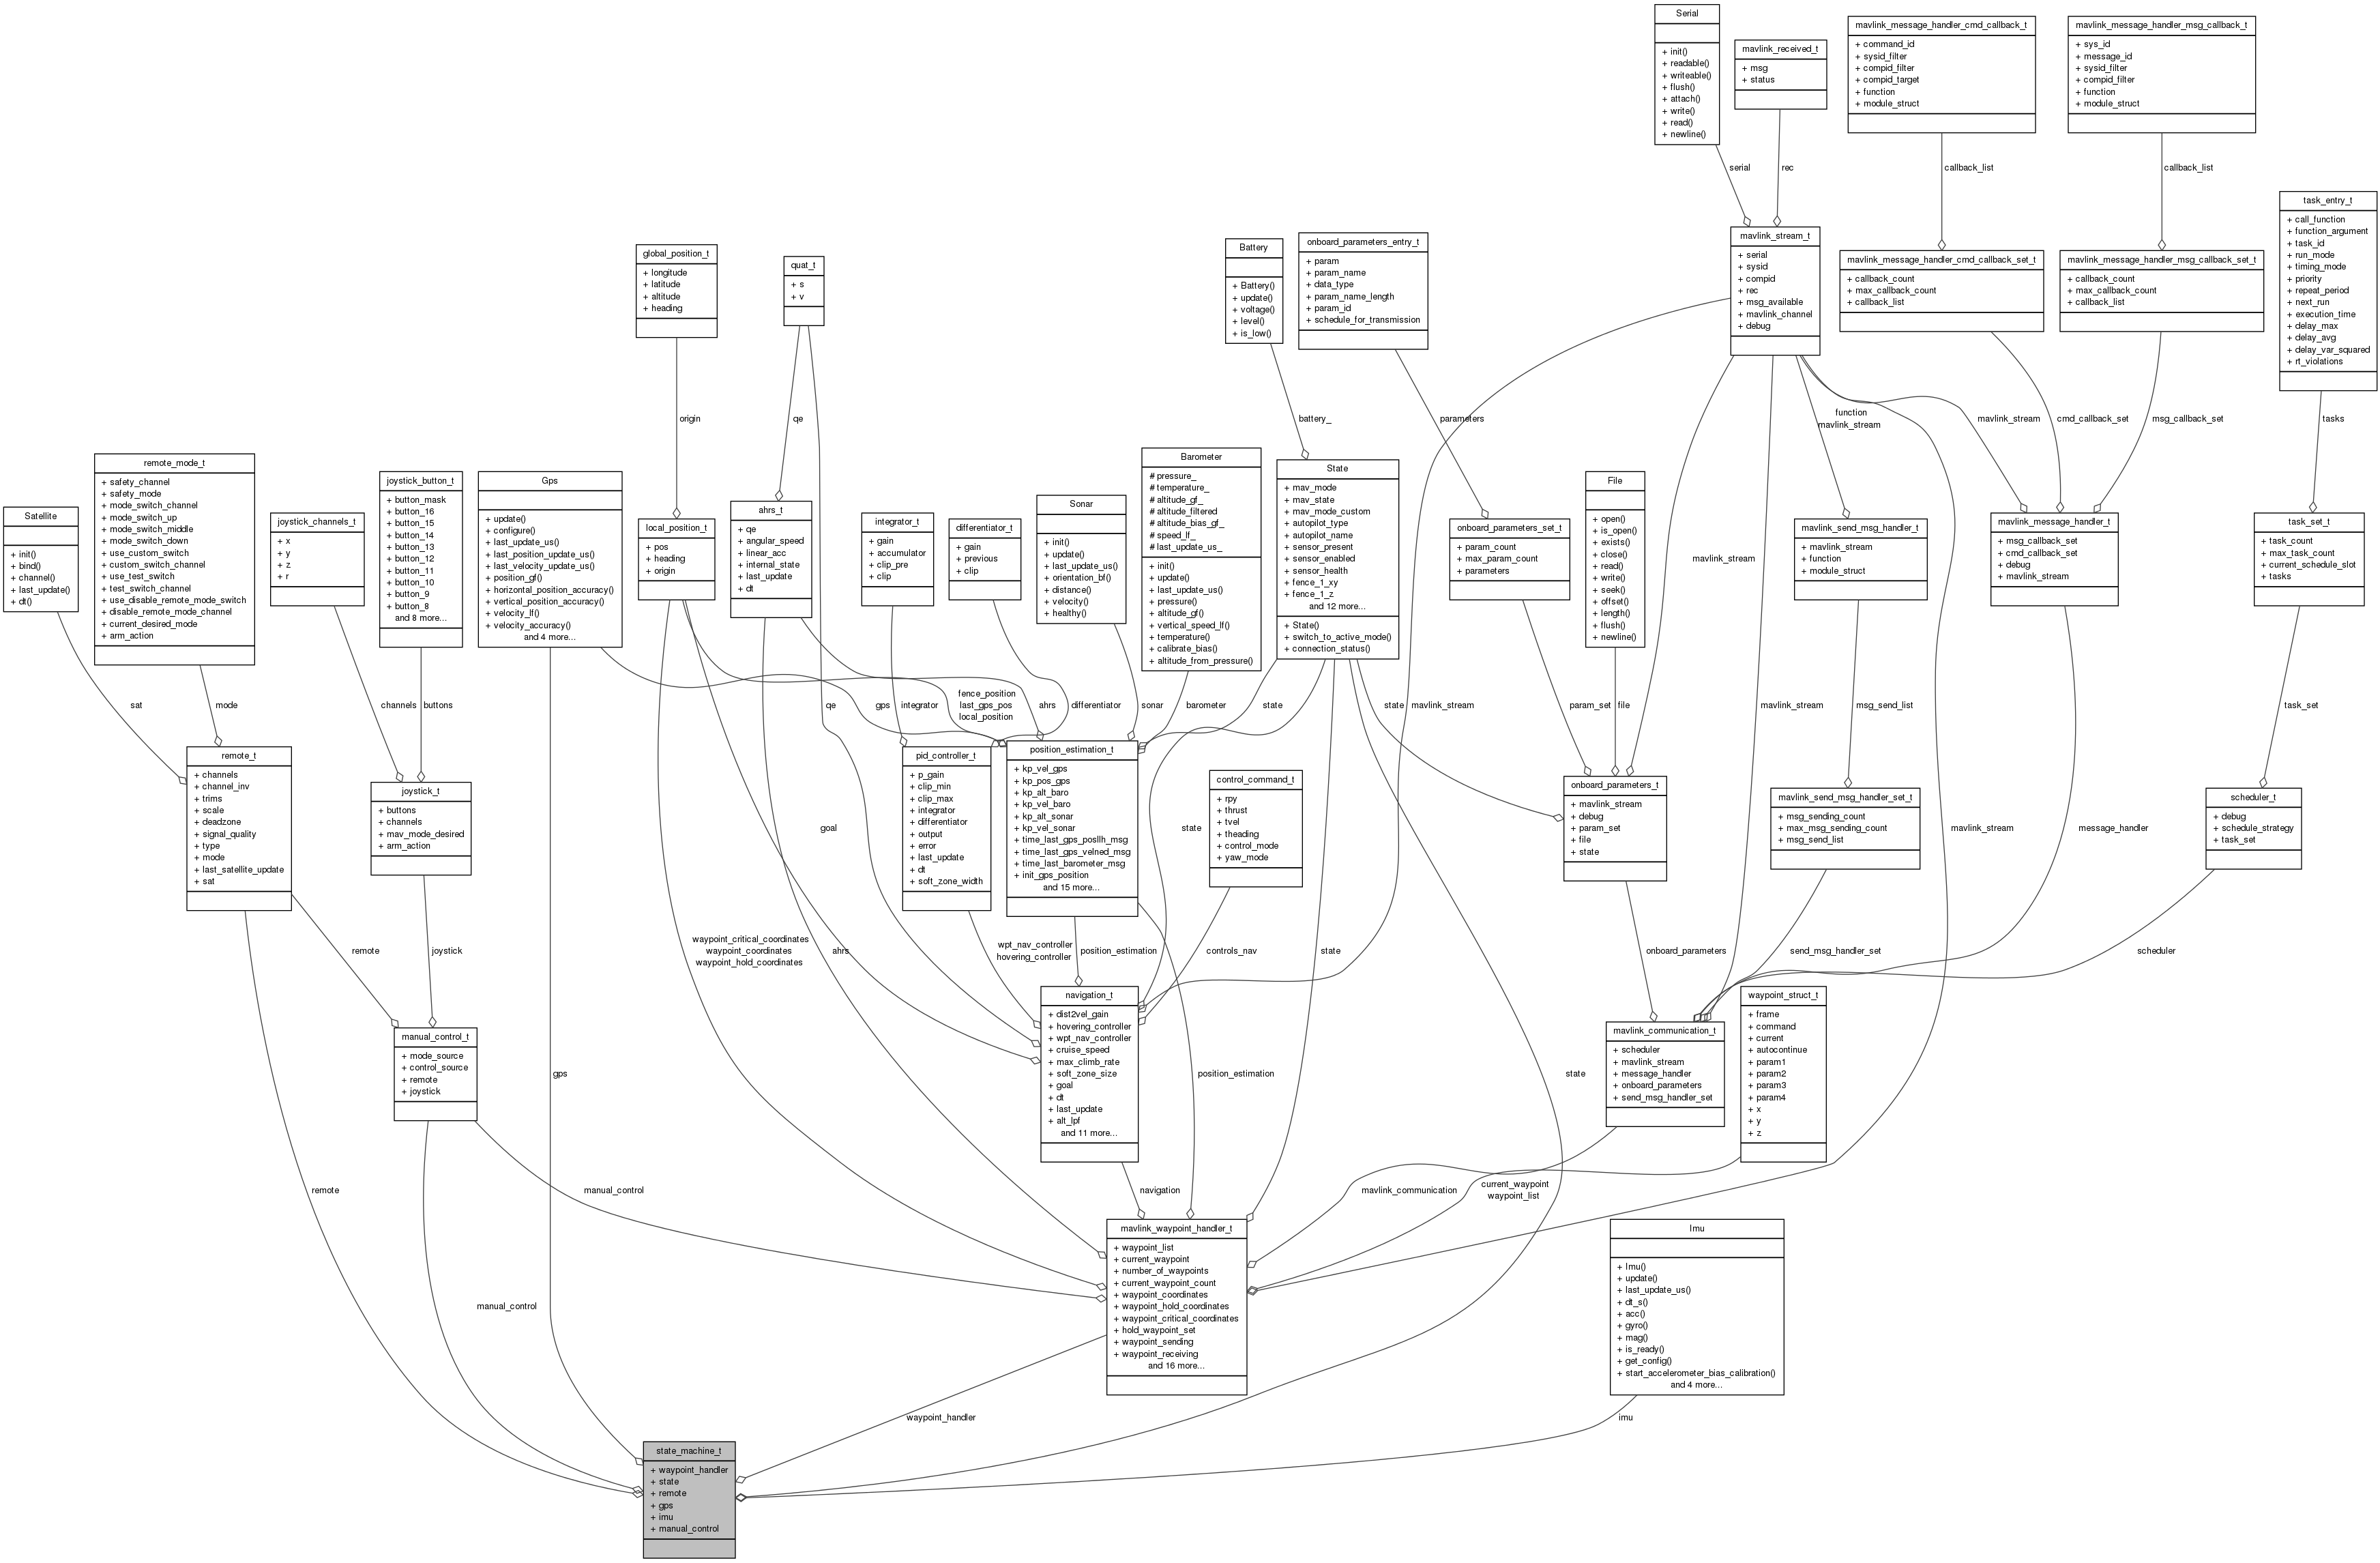 Serial
+ init()
+ readable()
+ writeable()
+ flush()
+ attach()
+ write()
+ read()
+ newline()
mavlink_received_t
+ msg
+ status
mavlink_message_handler_cmd_callback_t
+ command_id
+ sysid_filter
+ compid_filter
+ compid_target
+ function
+ module_struct
mavlink_message_handler_msg_callback_t
+ sys_id
+ message_id
+ sysid_filter
+ compid_filter
+ function
+ module_struct
serial
rec
callback_list
callback_list
task_entry_t
+ call_function
+ function_argument
+ task_id
+ run_mode
+ timing_mode
+ priority
+ repeat_period
+ next_run
+ execution_time
+ delay_max
+ delay_avg
+ delay_var_squared
+ rt_violations
global_position_t
+ longitude
+ latitude
+ altitude
+ heading
quat_t
+ s
+ v
Battery
+ Battery()
+ update()
+ voltage()
+ level()
+ is_low()
onboard_parameters_entry_t
+ param
+ param_name
+ data_type
+ param_name_length
+ param_id
+ schedule_for_transmission
mavlink_stream_t
+ serial
+ sysid
+ compid
+ rec
+ msg_available
+ mavlink_channel
+ debug
mavlink_message_handler_cmd_callback_set_t
+ callback_count
+ max_callback_count
+ callback_list
mavlink_message_handler_msg_callback_set_t
+ callback_count
+ max_callback_count
+ callback_list
origin
qe
battery_
parameters
function
mavlink_stream
mavlink_stream
cmd_callback_set
msg_callback_set
tasks
Satellite
+ init()
+ bind()
+ channel()
+ last_update()
+ dt()
remote_mode_t
+ safety_channel
+ safety_mode
+ mode_switch_channel
+ mode_switch_up
+ mode_switch_middle
+ mode_switch_down
+ use_custom_switch
+ custom_switch_channel
+ use_test_switch
+ test_switch_channel
+ use_disable_remote_mode_switch
+ disable_remote_mode_channel
+ current_desired_mode
+ arm_action
joystick_channels_t
+ x
+ y
+ z
+ r
joystick_button_t
+ button_mask
+ button_16
+ button_15
+ button_14
+ button_13
+ button_12
+ button_11
+ button_10
+ button_9
+ button_8
and 8 more...
Gps
+ update()
+ configure()
+ last_update_us()
+ last_position_update_us()
+ last_velocity_update_us()
+ position_gf()
+ horizontal_position_accuracy()
+ vertical_position_accuracy()
+ velocity_lf()
+ velocity_accuracy()
and 4 more...
local_position_t
+ pos
+ heading
+ origin
ahrs_t
+ qe
+ angular_speed
+ linear_acc
+ internal_state
+ last_update
+ dt
integrator_t
+ gain
+ accumulator
+ clip_pre
+ clip
differentiator_t
+ gain
+ previous
+ clip
Sonar
+ init()
+ update()
+ last_update_us()
+ orientation_bf()
+ distance()
+ velocity()
+ healthy()
Barometer
# pressure_
# temperature_
# altitude_gf_
# altitude_filtered
# altitude_bias_gf_
# speed_lf_
# last_update_us_
+ init()
+ update()
+ last_update_us()
+ pressure()
+ altitude_gf()
+ vertical_speed_lf()
+ temperature()
+ calibrate_bias()
+ altitude_from_pressure()
State
+ mav_mode
+ mav_state
+ mav_mode_custom
+ autopilot_type
+ autopilot_name
+ sensor_present
+ sensor_enabled
+ sensor_health
+ fence_1_xy
+ fence_1_z
and 12 more...
+ State()
+ switch_to_active_mode()
+ connection_status()
onboard_parameters_set_t
+ param_count
+ max_param_count
+ parameters
File
+ open()
+ is_open()
+ exists()
+ close()
+ read()
+ write()
+ seek()
+ offset()
+ length()
+ flush()
+ newline()
mavlink_stream
mavlink_send_msg_handler_t
+ mavlink_stream
+ function
+ module_struct
mavlink_message_handler_t
+ msg_callback_set
+ cmd_callback_set
+ debug
+ mavlink_stream
task_set_t
+ task_count
+ max_task_count
+ current_schedule_slot
+ tasks
sat
mode
channels
buttons
gps
integrator
fence_position
last_gps_pos
local_position
ahrs
differentiator
sonar
barometer
state
state
mavlink_stream
param_set
file
mavlink_stream
msg_send_list
task_set
qe
remote_t
+ channels
+ channel_inv
+ trims
+ scale
+ deadzone
+ signal_quality
+ type
+ mode
+ last_satellite_update
+ sat
joystick_t
+ buttons
+ channels
+ mav_mode_desired
+ arm_action
goal
pid_controller_t
+ p_gain
+ clip_min
+ clip_max
+ integrator
+ differentiator
+ output
+ error
+ last_update
+ dt
+ soft_zone_width
position_estimation_t
+ kp_vel_gps
+ kp_pos_gps
+ kp_alt_baro
+ kp_vel_baro
+ kp_alt_sonar
+ kp_vel_sonar
+ time_last_gps_posllh_msg
+ time_last_gps_velned_msg
+ time_last_barometer_msg
+ init_gps_position
and 15 more...
state
control_command_t
+ rpy
+ thrust
+ tvel
+ theading
+ control_mode
+ yaw_mode
onboard_parameters_t
+ mavlink_stream
+ debug
+ param_set
+ file
+ state
mavlink_send_msg_handler_set_t
+ msg_sending_count
+ max_msg_sending_count
+ msg_send_list
mavlink_stream
message_handler
scheduler_t
+ debug
+ schedule_strategy
+ task_set
remote
joystick
waypoint_critical_coordinates
waypoint_coordinates
waypoint_hold_coordinates
ahrs
wpt_nav_controller
hovering_controller
position_estimation
controls_nav
state
onboard_parameters
send_msg_handler_set
scheduler
manual_control_t
+ mode_source
+ control_source
+ remote
+ joystick
gps
navigation_t
+ dist2vel_gain
+ hovering_controller
+ wpt_nav_controller
+ cruise_speed
+ max_climb_rate
+ soft_zone_size
+ goal
+ dt
+ last_update
+ alt_lpf
and 11 more...
position_estimation
state
mavlink_communication_t
+ scheduler
+ mavlink_stream
+ message_handler
+ onboard_parameters
+ send_msg_handler_set
waypoint_struct_t
+ frame
+ command
+ current
+ autocontinue
+ param1
+ param2
+ param3
+ param4
+ x
+ y
+ z
remote
manual_control
navigation
mavlink_communication
current_waypoint
waypoint_list
manual_control
mavlink_waypoint_handler_t
+ waypoint_list
+ current_waypoint
+ number_of_waypoints
+ current_waypoint_count
+ waypoint_coordinates
+ waypoint_hold_coordinates
+ waypoint_critical_coordinates
+ hold_waypoint_set
+ waypoint_sending
+ waypoint_receiving
and 16 more...
Imu
+ Imu()
+ update()
+ last_update_us()
+ dt_s()
+ acc()
+ gyro()
+ mag()
+ is_ready()
+ get_config()
+ start_accelerometer_bias_calibration()
and 4 more...
waypoint_handler
imu
state_machine_t
+ waypoint_handler
+ state
+ remote
+ gps
+ imu
+ manual_control